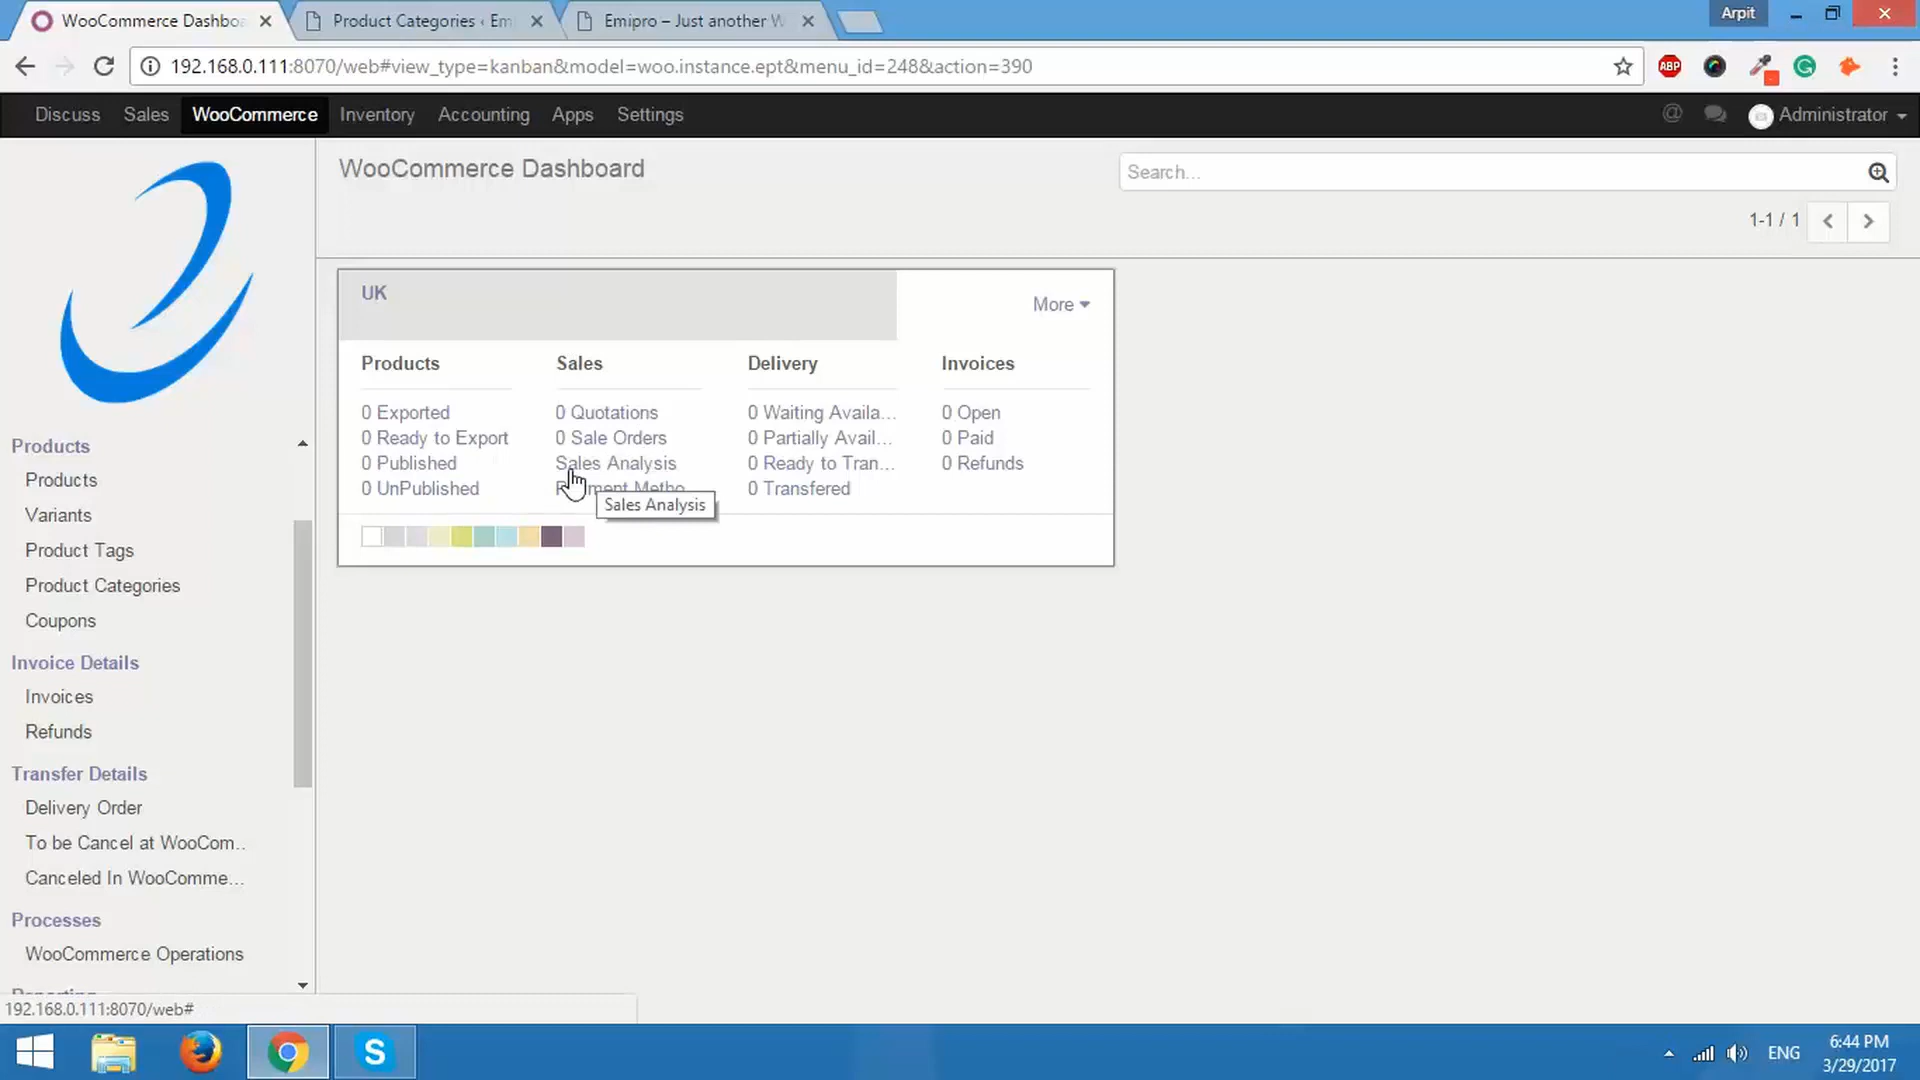 WooCommerce Dashboa
Product Categories ‹ Em
Emipro – Just another W
Arpit
192.168.0.111:8070/web#view_type=kanban&model=woo.instance.ept&menu_id=248&action=390
ABP
Discuss
Sales
WooCommerce
Inventory
Accounting
Apps
Settings
@
Administrator
WooCommerce Dashboard
Search...
1-1 / 1
UK
More
Products
Sales
Delivery
Invoices
0 Exported
0 Quotations
0 Waiting Availa...
0 Open
0 Ready to Export
0 Sale Orders
0 Partially Avail...
0 Paid
0 Published
Sales Analysis
0 Ready to Tran...
0 Refunds
0 UnPublished
0 Transfered
Sales Analysis
Products
Products
Variants
Product Tags
Product Categories
Coupons
Invoice Details
Invoices
Refunds
Transfer Details
Delivery Order
To be Cancel at WooCom..
Canceled In WooComme...
Processes
WooCommerce Operations
192.168.0.111:8070/web#
ENG
6:44 PM
3/29/2017